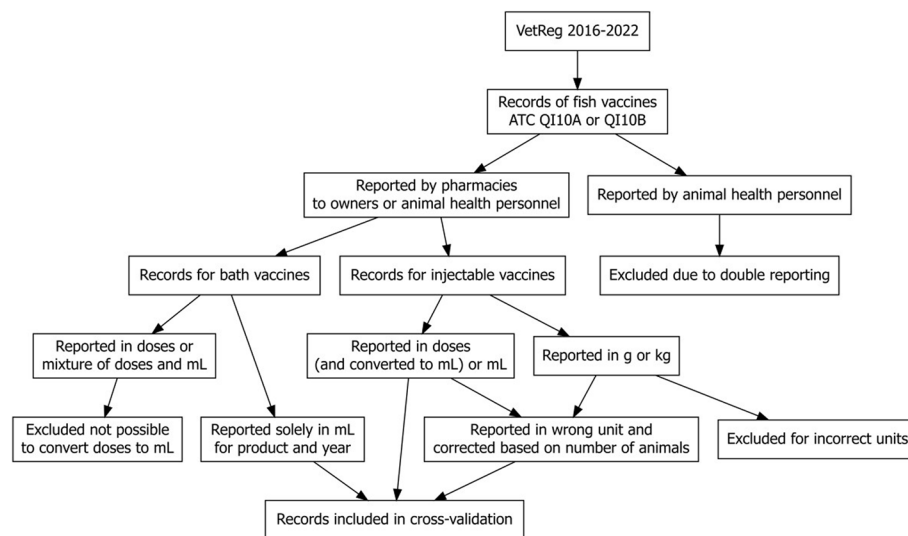 VetReg 2016-2022
Records of fish vaccines
ATC QI10A or QI10B
Reported by pharmacies
to owners or animal health personnel
Reported by animal health personnel
Records for bath vaccines
Records for injectable vaccines
Excluded due to double reporting
Reported in doses or
mixture of doses and mL
Reported in doses
(and converted to mL) or mL
Reported in g or kg
Excluded not possible
to convert doses to mL
Reported solely in mL
for product and year
Reported in wrong unit and
corrected based on number of animals
Excluded for incorrect units
Records included in cross-validation